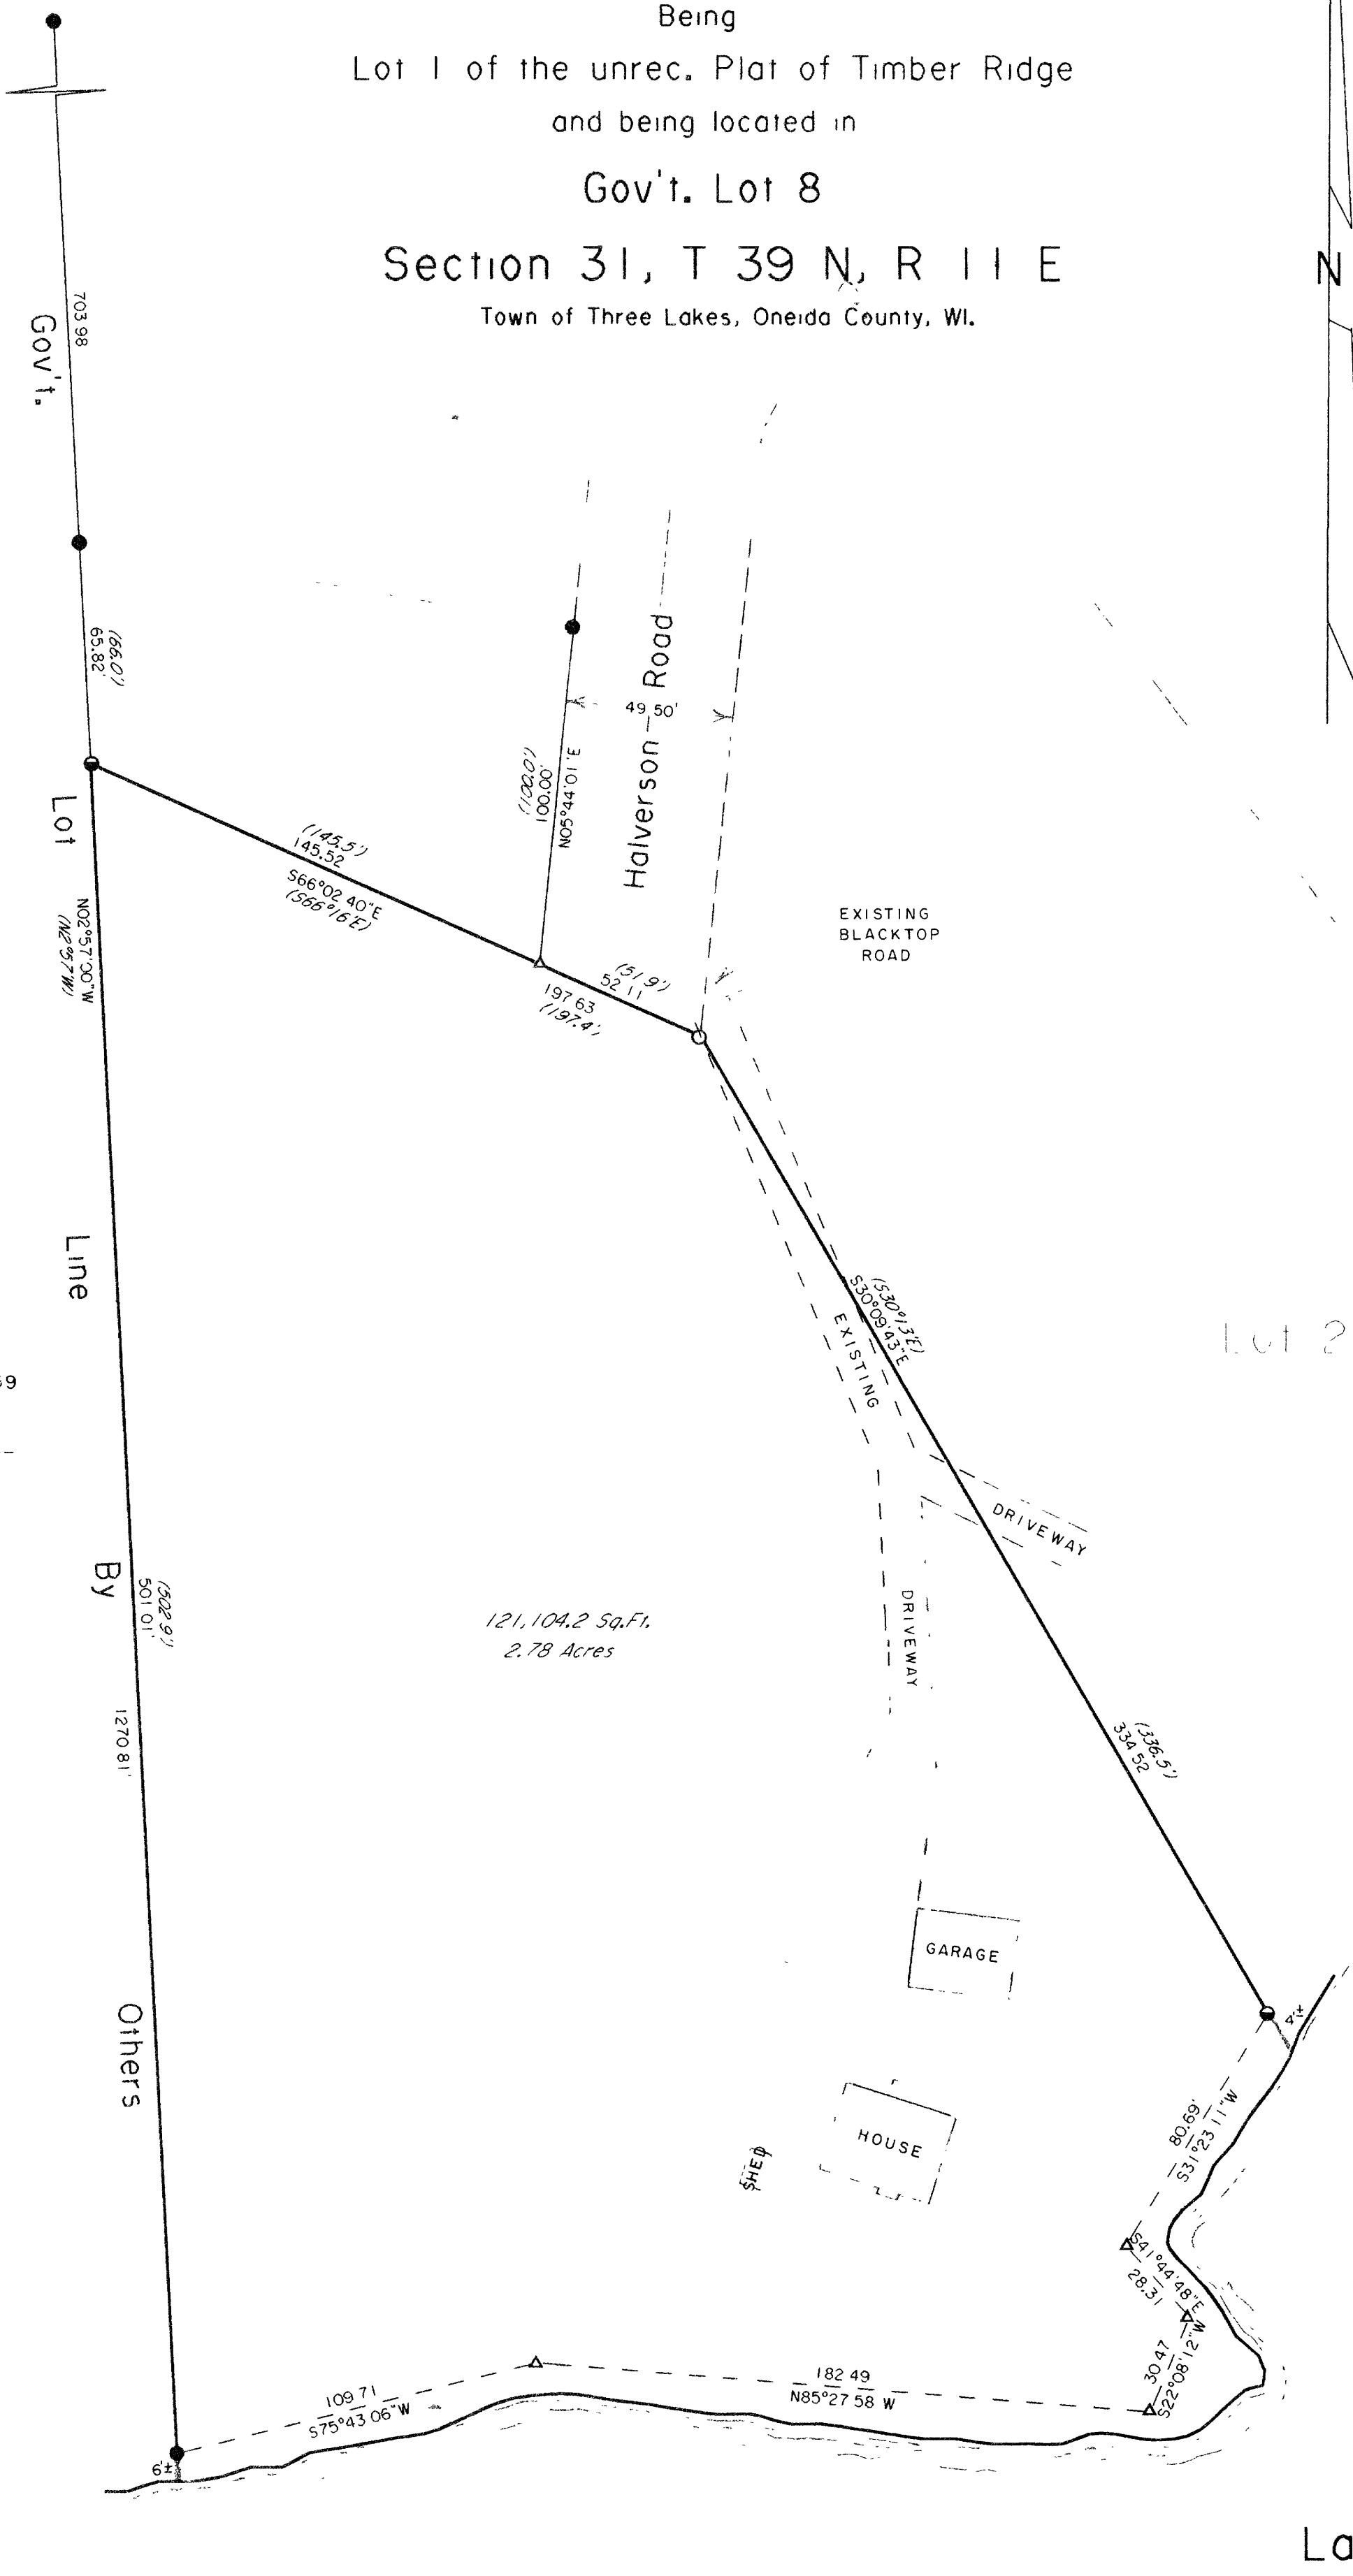 Being
Lot 1 of the unrec. Plat of Timber Ridge
and being located in
Gov't. Lot 8
Section 31, T 39 N, R 11 E
Town of Three Lakes, Oneida County, WI.
N
703 98
Gov't.
(66.0')
65.82'
Halverson Road
49 50'
N05°44'01"E
100.00'
(100.0')
Lot
(145.5')
145.52
S66°02 40"E
(S66°16'E)
N02°57'00"W
(N2°57'W)
EXISTING
BLACKTOP
ROAD
(51 9')
52 11
197 63
(197.4'
Line
(S30°13'E)
S30°09'43"E
EXISTING
Lot 2
DRIVEWAY
DRIVEWAY
By
(502 9')
501 01'
121,104.2 Sq.Ft.
2.78 Acres
1270 81'
(336.5')
334 52
GARAGE
Others
4'±
80.69'
S31°23 11"W
HOUSE
SHED
S41°44'48"E
28.31
30 47
S22°08'12"W
182 49
N85°27 58 W
109 71
S75°43 06"W
6'±
La